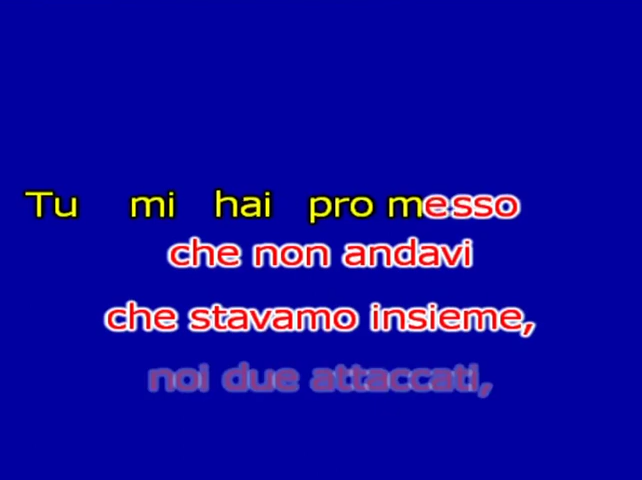 Tu mi hai pro messo
che non andavi
che stavamo insieme,
noi due attaccati,